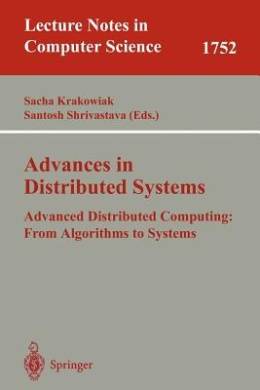 Lecture Notes in
Computer Science 1752
Sacha Krakowiak
Santosh Shrivastava (Eds.)
Advances in
Distributed Systems
Advanced Distributed Computing:
From Algorithms to Systems
Springer